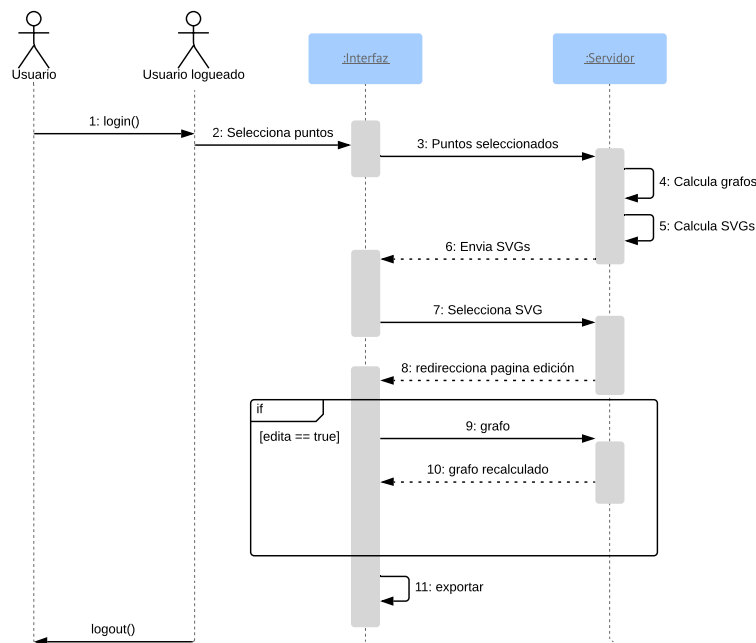 :Interfaz
:Servidor
Usuario
Usuario logueado
1: login()
2: Selecciona puntos
3: Puntos seleccionados
4: Calcula grafos
5: Calcula SVGs
6: Envia SVGs
7: Selecciona SVG
8: redirecciona pagina edición
if
[edita == true]
9: grafo
10: grafo recalculado
11: exportar
logout()